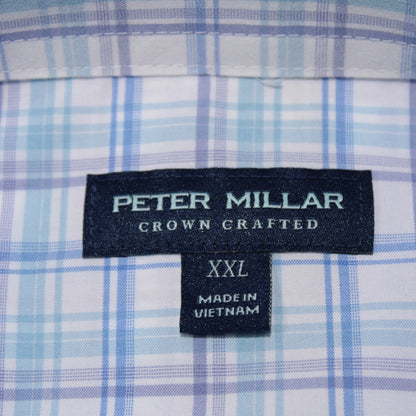 PETER MILLAR
CROWN CRAFTED
XXL
MADE IN
VIETNAM